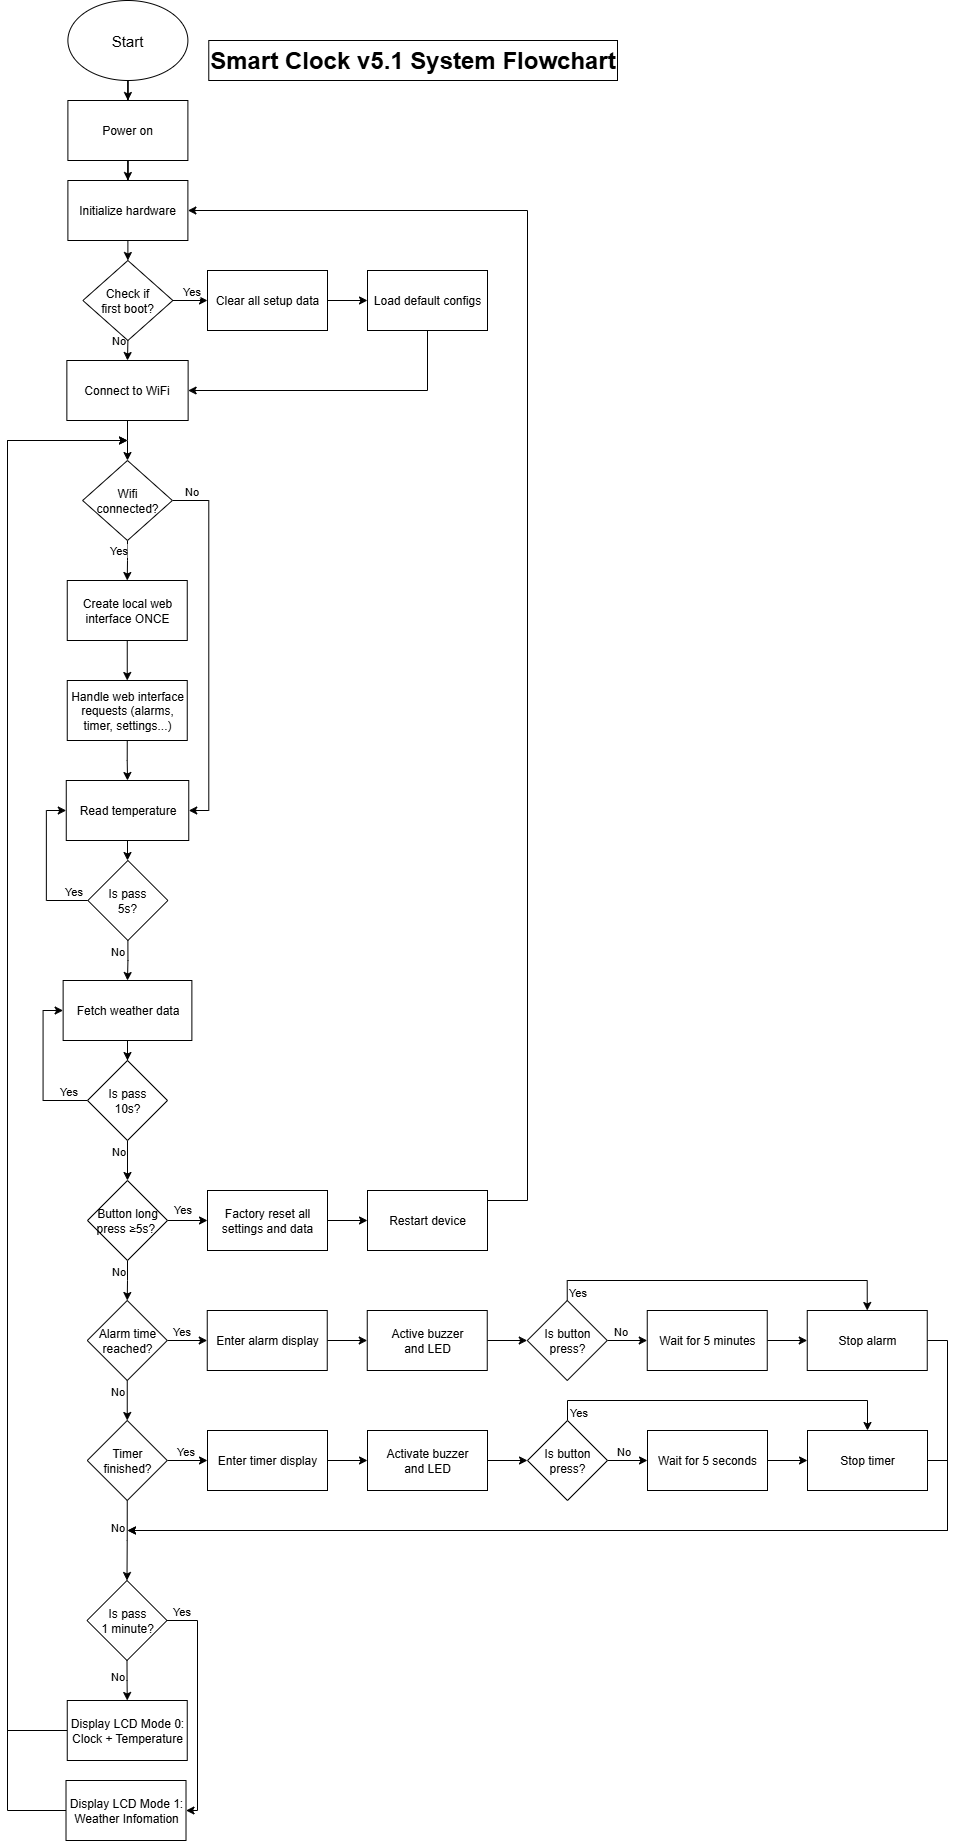 Start
Smart Clock v5.1 System Flowchart
Power on
Initialize hardware
Check if
first boot?
Yes
Clear all setup data
Load default configs
No
Connect to WiFi
Wifi
connected?
No
Yes
Create local web
interface ONCE
Handle web interface
requests (alarms,
timer, settings...)
Read temperature
Is pass
5s?
Yes
No
Fetch weather data
Is pass
10s?
Yes
No
Button long
press ≥5s?
Yes
Factory reset all
settings and data
Restart device
No
Alarm time
reached?
Yes
Enter alarm display
Active buzzer
and LED
Is button
press?
Yes
No
Wait for 5 minutes
Stop alarm
No
Timer
finished?
Yes
Enter timer display
Activate buzzer
and LED
Is button
press?
Yes
No
Wait for 5 seconds
Stop timer
No
Is pass
1 minute?
Yes
No
Display LCD Mode 0:
Clock + Temperature
Display LCD Mode 1:
Weather Infomation